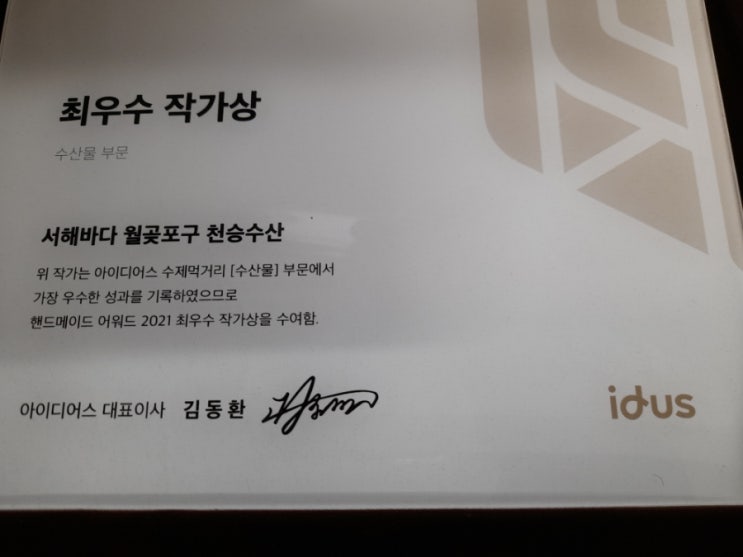 최우수 작가상
수산물 부문
서해바다 월곶포구 천승수산
위 작가는 아이디어스 수제먹거리 [수산물] 부문에서
가장 우수한 성과를 기록하였으므로
핸드메이드 어워드 2021 최우수 작가상을 수여함.
아이디어스 대표이사 김동환
idus